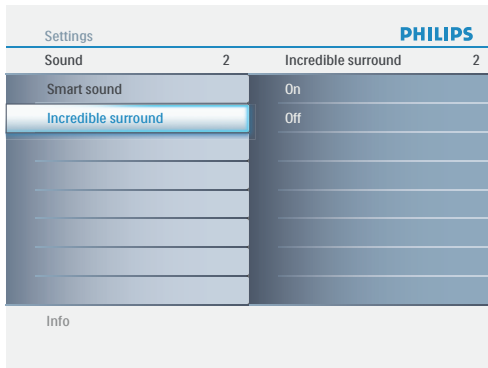 Settings
PHILIPS
Sound 2
Incredible surround 2
Smart sound
On
Incredible surround
Off
Info